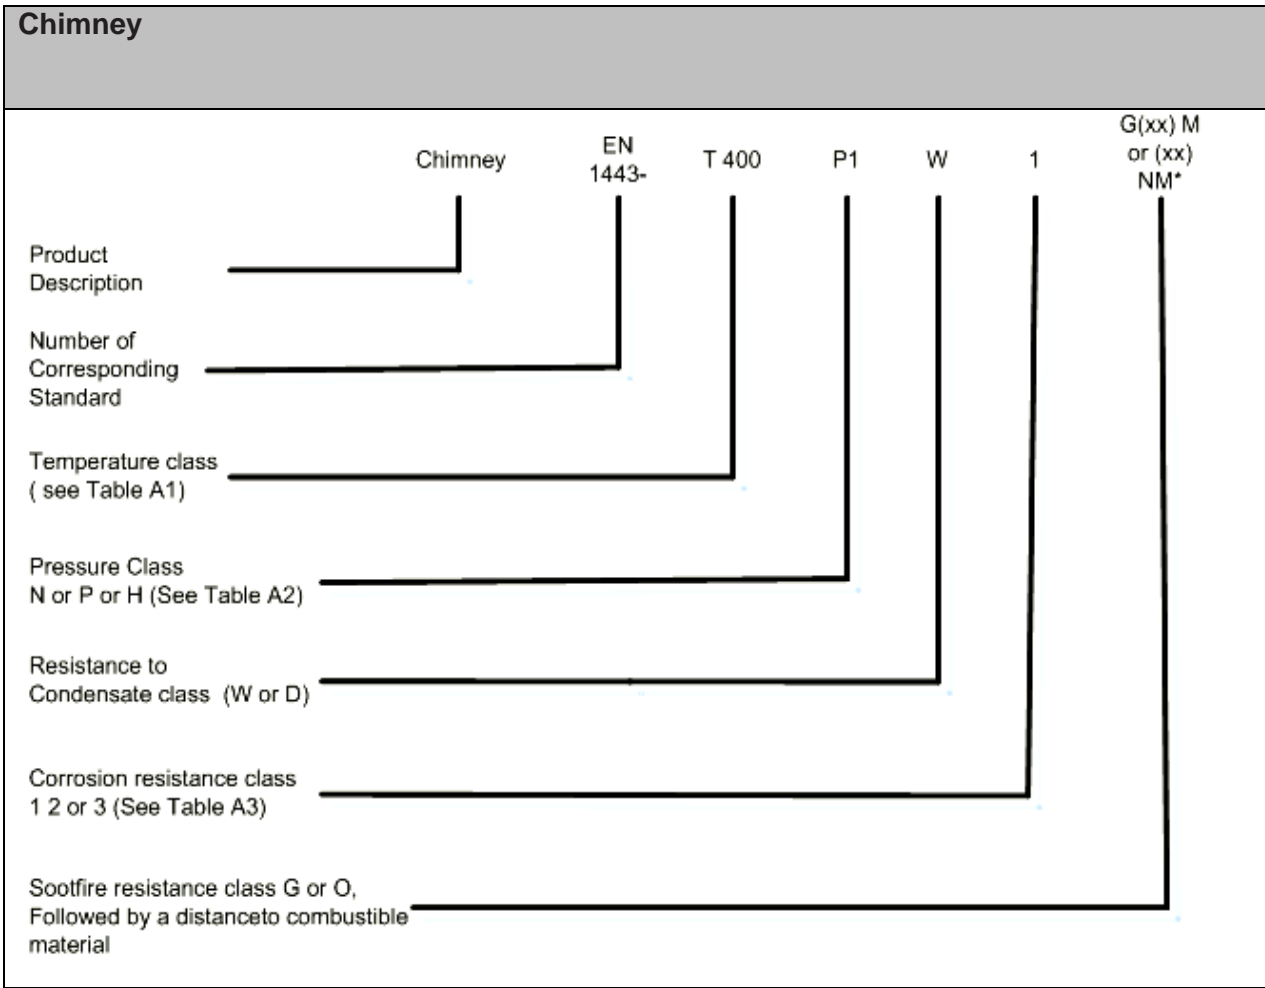 Chimney
Chimney
EN
1443-
T 400
P1
W
1
G(xx) M
or (xx)
NM*
Product
Description
Number of
Corresponding
Standard
Temperature class
( see Table A1)
Pressure Class
N or P or H (See Table A2)
Resistance to
Condensate class (W or D)
Corrosion resistance class
1 2 or 3 (See Table A3)
Sootfire resistance class G or O,
Followed by a distanceto combustible
material